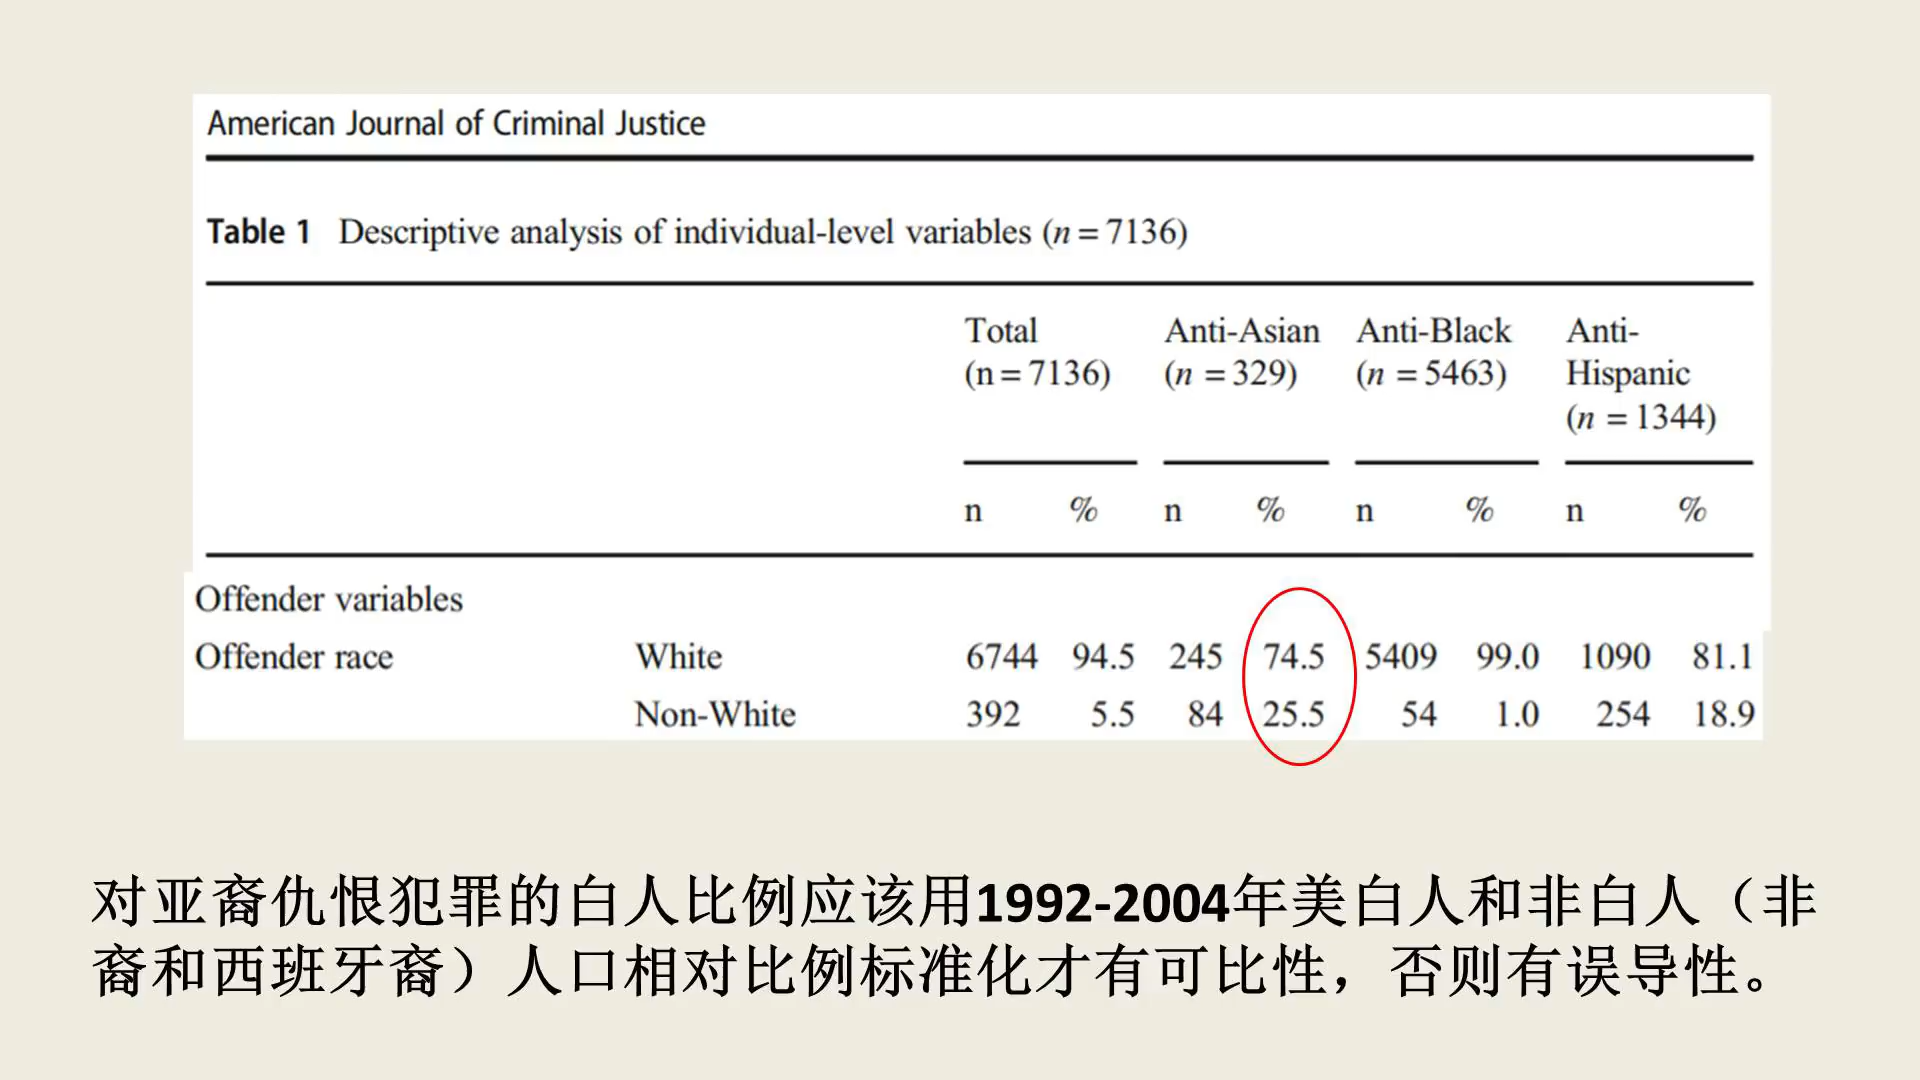 American Journal of Criminal Justice
Table 1 Descriptive analysis of individual-level variables (n = 7136)
Total Anti-Asian Anti-Black Anti-
(n = 7136) (n = 329) (n = 5463) Hispanic
(n = 1344)
n % n % n % n %
Offender variables
Offender race White 6744 94.5 245 74.5 5409 99.0 1090 81.1
Non-White 392 5.5 84 25.5 54 1.0 254 18.9
对亚裔仇恨犯罪的白人比例应该用1992-2004年美白人和非白人（非
裔和西班牙裔）人口相对比例标准化才有可比性，否则有误导性。